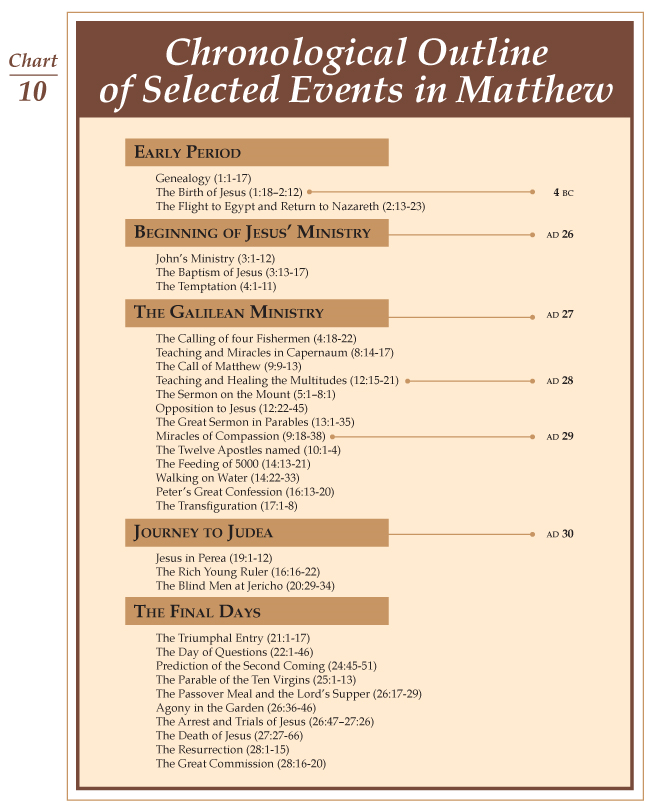 Chart
10
Chronological Outline
of Selected Events in Matthew
EARLY PERIOD
Genealogy (1:1-17)
The Birth of Jesus (1:18–2:12) 4 BC
The Flight to Egypt and Return to Nazareth (2:13-23)
BEGINNING OF JESUS’ MINISTRY AD 26
John’s Ministry (3:1-12)
The Baptism of Jesus (3:13-17)
The Temptation (4:1-11)
THE GALILEAN MINISTRY AD 27
The Calling of four Fishermen (4:18-22)
Teaching and Miracles in Capernaum (8:14-17)
The Call of Matthew (9:9-13)
Teaching and Healing the Multitudes (12:15-21) AD 28
The Sermon on the Mount (5:1–8:1)
Opposition to Jesus (12:22-45)
The Great Sermon in Parables (13:1-35)
Miracles of Compassion (9:18-38) AD 29
The Twelve Apostles named (10:1-4)
The Feeding of 5000 (14:13-21)
Walking on Water (14:22-33)
Peter’s Great Confession (16:13-20)
The Transfiguration (17:1-8)
JOURNEY TO JUDEA AD 30
Jesus in Perea (19:1-12)
The Rich Young Ruler (16:16-22)
The Blind Men at Jericho (20:29-34)
THE FINAL DAYS
The Triumphal Entry (21:1-17)
The Day of Questions (22:1-46)
Prediction of the Second Coming (24:45-51)
The Parable of the Ten Virgins (25:1-13)
The Passover Meal and the Lord’s Supper (26:17-29)
Agony in the Garden (26:36-46)
The Arrest and Trials of Jesus (26:47–27:26)
The Death of Jesus (27:27-66)
The Resurrection (28:1-15)
The Great Commission (28:16-20)